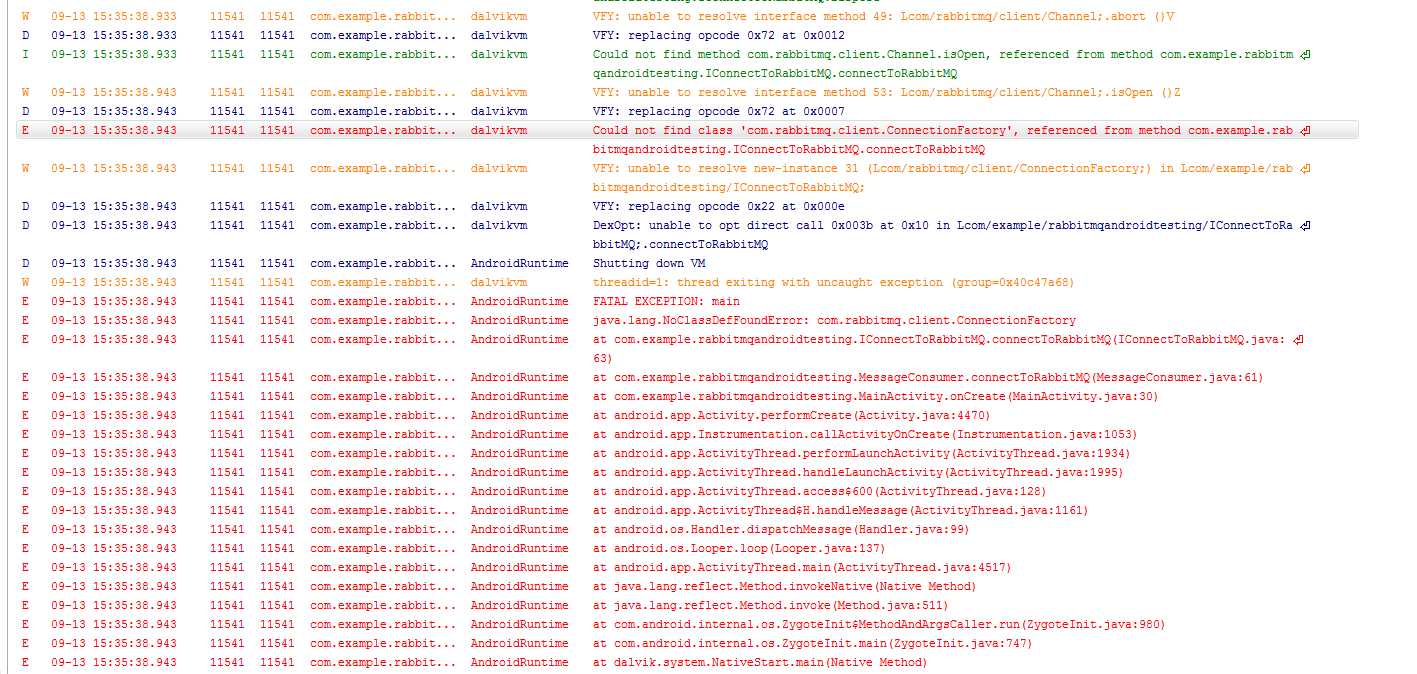 W 09-13 15:35:38.933 11541 11541 com.example.rabbit... dalvikvm VFY: unable to resolve interface method 49: Lcom/rabbitmq/client/Channel;.abort ()V
D 09-13 15:35:38.933 11541 11541 com.example.rabbit... dalvikvm VFY: replacing opcode 0x72 at 0x0012
I 09-13 15:35:38.933 11541 11541 com.example.rabbit... dalvikvm Could not find method com.rabbitmq.client.Channel.isOpen, referenced from method com.example.rabbitm
qandroidtesting.IConnectToRabbitMQ.connectToRabbitMQ
W 09-13 15:35:38.943 11541 11541 com.example.rabbit... dalvikvm VFY: unable to resolve interface method 53: Lcom/rabbitmq/client/Channel;.isOpen ()Z
D 09-13 15:35:38.943 11541 11541 com.example.rabbit... dalvikvm VFY: replacing opcode 0x72 at 0x0007
E 09-13 15:35:38.943 11541 11541 com.example.rabbit... dalvikvm Could not find class 'com.rabbitmq.client.ConnectionFactory', referenced from method com.example.rab
bitmqandroidtesting.IConnectToRabbitMQ.connectToRabbitMQ
W 09-13 15:35:38.943 11541 11541 com.example.rabbit... dalvikvm VFY: unable to resolve new-instance 31 (Lcom/rabbitmq/client/ConnectionFactory;) in Lcom/example/rab
bitmqandroidtesting/IConnectToRabbitMQ;
D 09-13 15:35:38.943 11541 11541 com.example.rabbit... dalvikvm VFY: replacing opcode 0x22 at 0x000e
D 09-13 15:35:38.943 11541 11541 com.example.rabbit... dalvikvm DexOpt: unable to opt direct call 0x003b at 0x10 in Lcom/example/rabbitmqandroidtesting/IConnectToRa
bbitMQ;.connectToRabbitMQ
D 09-13 15:35:38.943 11541 11541 com.example.rabbit... AndroidRuntime Shutting down VM
W 09-13 15:35:38.943 11541 11541 com.example.rabbit... dalvikvm threadid=1: thread exiting with uncaught exception (group=0x40c47a68)
E 09-13 15:35:38.943 11541 11541 com.example.rabbit... AndroidRuntime FATAL EXCEPTION: main
E 09-13 15:35:38.943 11541 11541 com.example.rabbit... AndroidRuntime java.lang.NoClassDefFoundError: com.rabbitmq.client.ConnectionFactory
E 09-13 15:35:38.943 11541 11541 com.example.rabbit... AndroidRuntime at com.example.rabbitmqandroidtesting.IConnectToRabbitMQ.connectToRabbitMQ(IConnectToRabbitMQ.java:
63)
E 09-13 15:35:38.943 11541 11541 com.example.rabbit... AndroidRuntime at com.example.rabbitmqandroidtesting.MessageConsumer.connectToRabbitMQ(MessageConsumer.java:61)
E 09-13 15:35:38.943 11541 11541 com.example.rabbit... AndroidRuntime at com.example.rabbitmqandroidtesting.MainActivity.onCreate(MainActivity.java:30)
E 09-13 15:35:38.943 11541 11541 com.example.rabbit... AndroidRuntime at android.app.Activity.performCreate(Activity.java:4470)
E 09-13 15:35:38.943 11541 11541 com.example.rabbit... AndroidRuntime at android.app.Instrumentation.callActivityOnCreate(Instrumentation.java:1053)
E 09-13 15:35:38.943 11541 11541 com.example.rabbit... AndroidRuntime at android.app.ActivityThread.performLaunchActivity(ActivityThread.java:1934)
E 09-13 15:35:38.943 11541 11541 com.example.rabbit... AndroidRuntime at android.app.ActivityThread.handleLaunchActivity(ActivityThread.java:1995)
E 09-13 15:35:38.943 11541 11541 com.example.rabbit... AndroidRuntime at android.app.ActivityThread.access$600(ActivityThread.java:128)
E 09-13 15:35:38.943 11541 11541 com.example.rabbit... AndroidRuntime at android.app.ActivityThread$H.handleMessage(ActivityThread.java:1161)
E 09-13 15:35:38.943 11541 11541 com.example.rabbit... AndroidRuntime at android.os.Handler.dispatchMessage(Handler.java:99)
E 09-13 15:35:38.943 11541 11541 com.example.rabbit... AndroidRuntime at android.os.Looper.loop(Looper.java:137)
E 09-13 15:35:38.943 11541 11541 com.example.rabbit... AndroidRuntime at android.app.ActivityThread.main(ActivityThread.java:4517)
E 09-13 15:35:38.943 11541 11541 com.example.rabbit... AndroidRuntime at java.lang.reflect.Method.invokeNative(Native Method)
E 09-13 15:35:38.943 11541 11541 com.example.rabbit... AndroidRuntime at java.lang.reflect.Method.invoke(Method.java:511)
E 09-13 15:35:38.943 11541 11541 com.example.rabbit... AndroidRuntime at com.android.internal.os.ZygoteInit$MethodAndArgsCaller.run(ZygoteInit.java:980)
E 09-13 15:35:38.943 11541 11541 com.example.rabbit... AndroidRuntime at com.android.internal.os.ZygoteInit.main(ZygoteInit.java:747)
E 09-13 15:35:38.943 11541 11541 com.example.rabbit... AndroidRuntime at dalvik.system.NativeStart.main(Native Method)